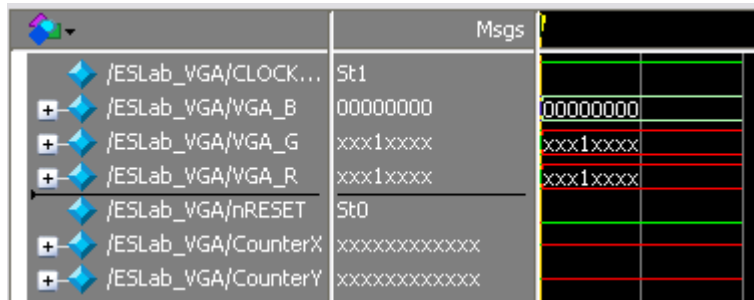 Msgs
/ESLab_VGA/CLOCK... St1
/ESLab_VGA/VGA_B 00000000 00000000
/ESLab_VGA/VGA_G xxx1xxxx xxx1xxxx
/ESLab_VGA/VGA_R xxx1xxxx xxx1xxxx
/ESLab_VGA/nRESET St0
/ESLab_VGA/CounterX xxxxxxxxxxxx
/ESLab_VGA/CounterY xxxxxxxxxxxx